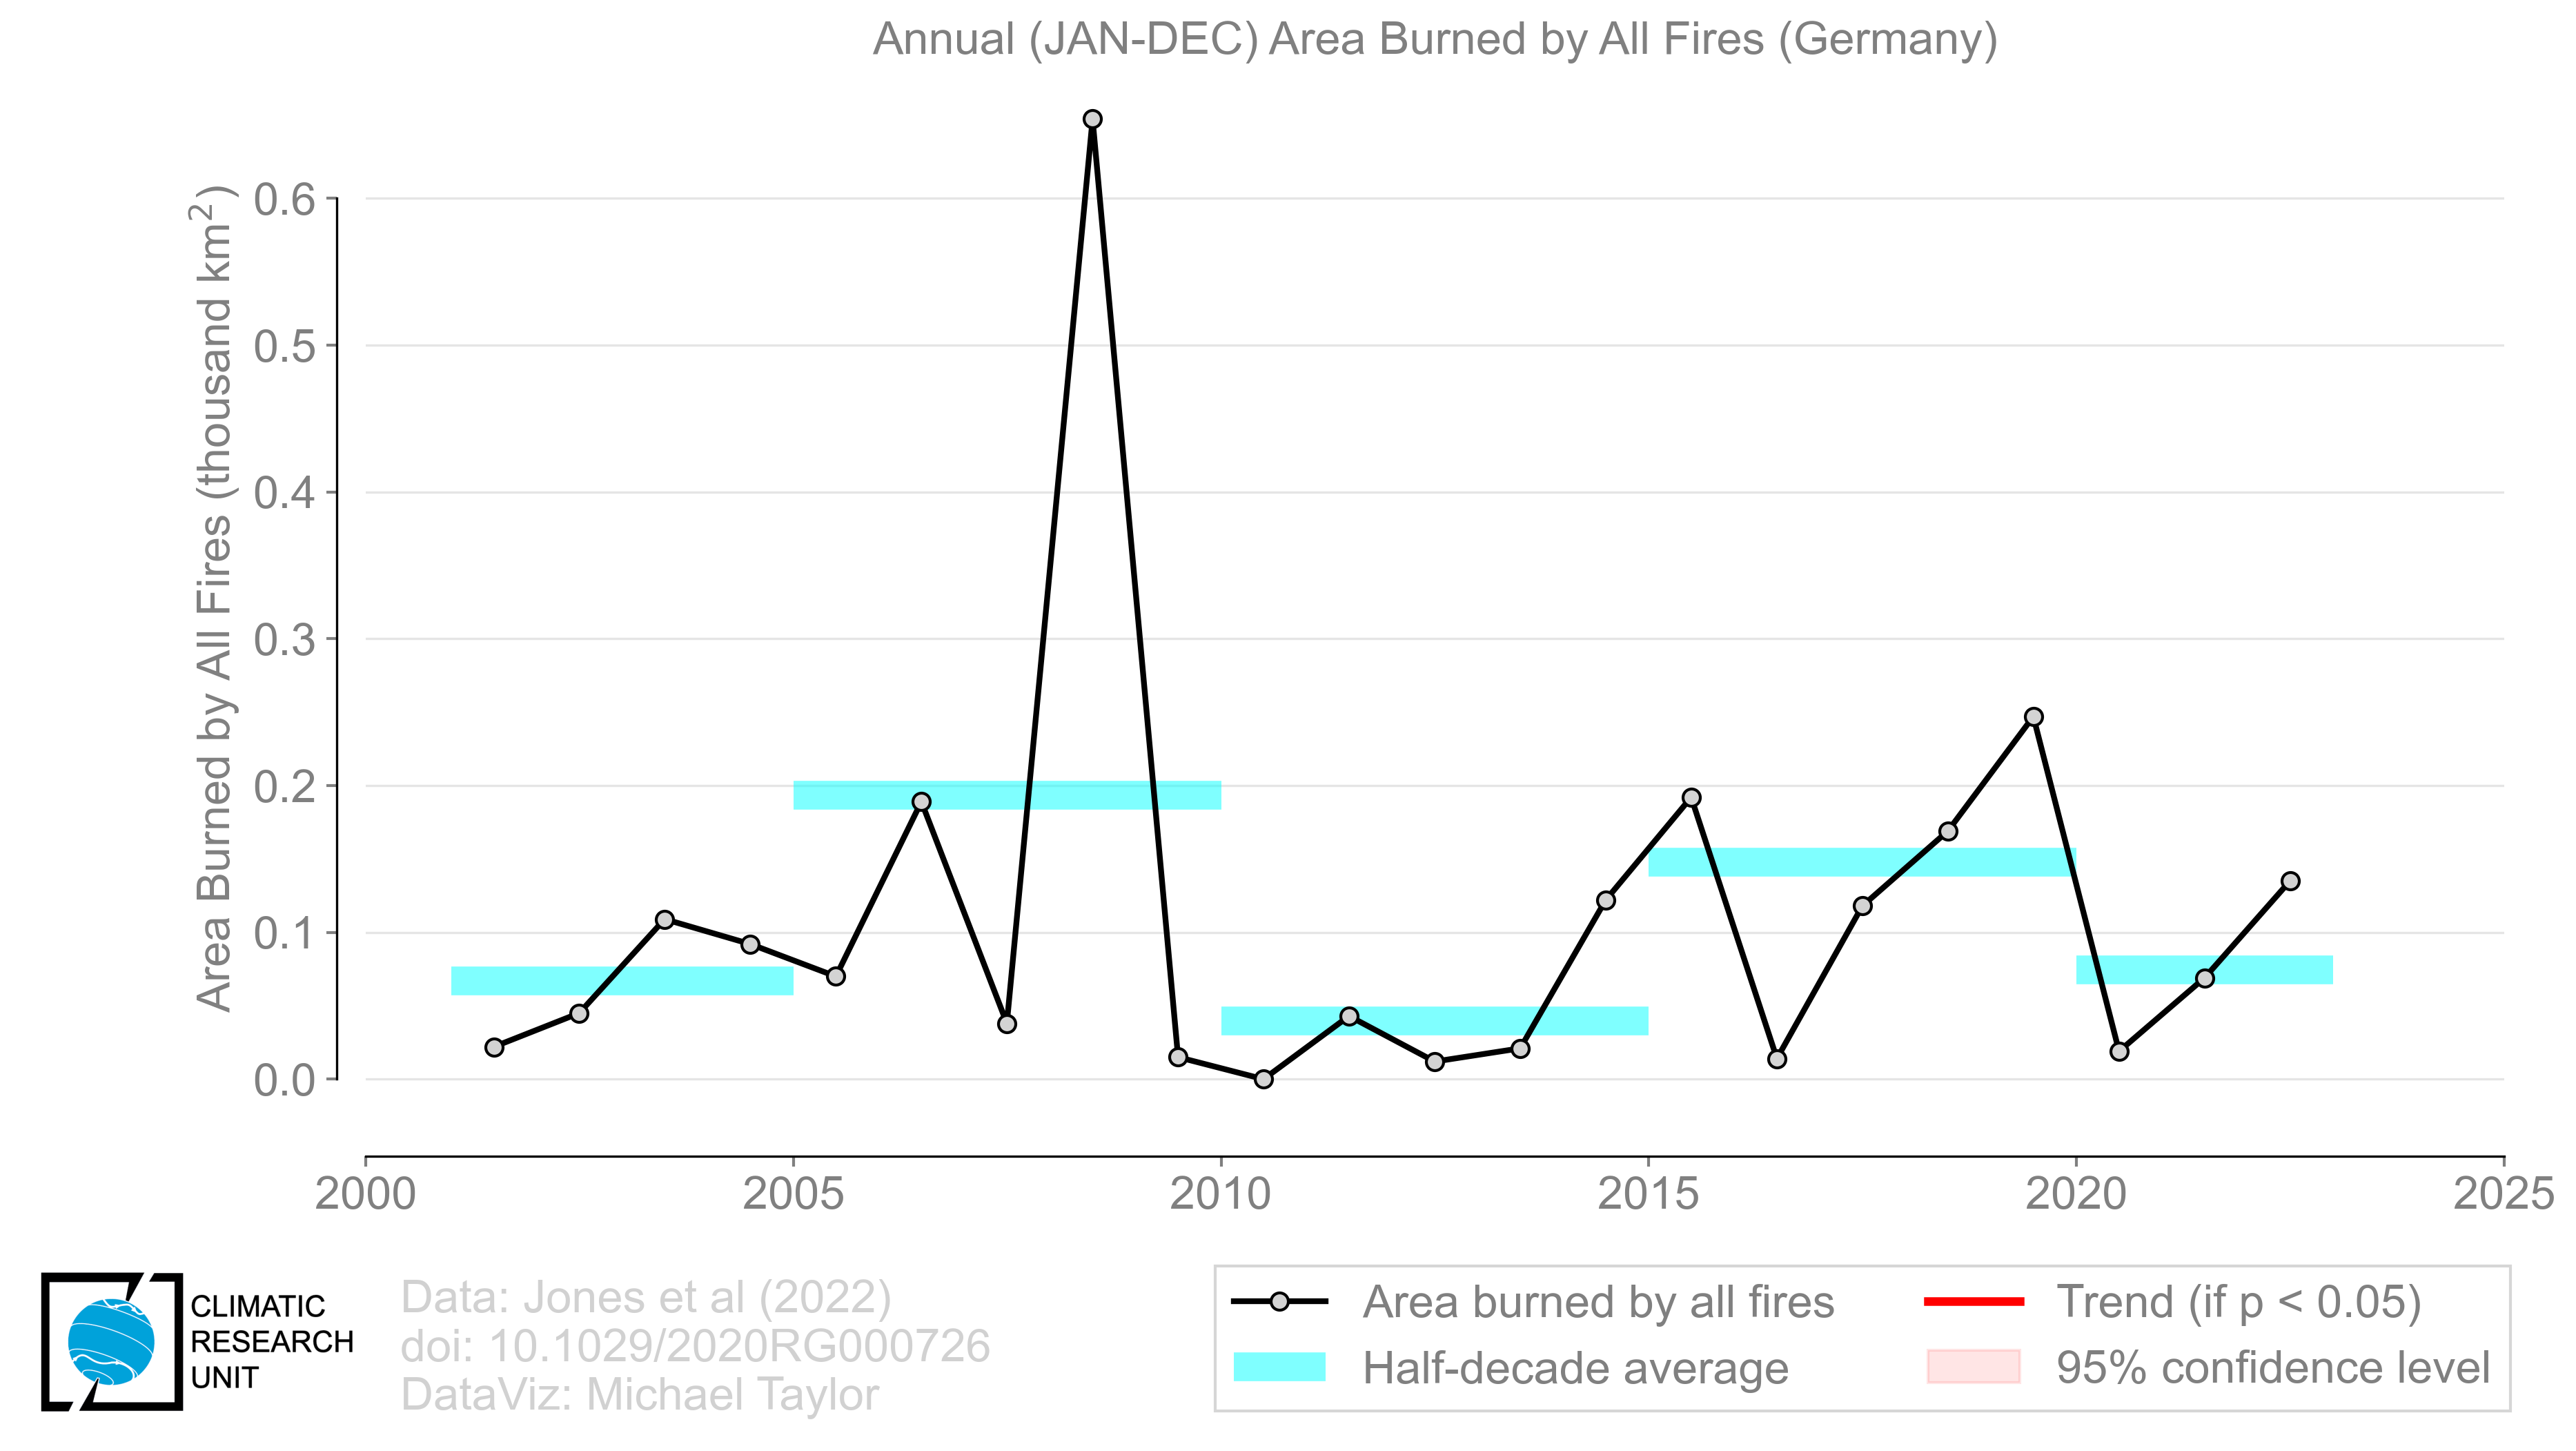 Annual (JAN-DEC) Area Burned by All Fires (Germany)
Area Burned by All Fires (thousand km²)
0.6
0.5
0.4
0.3
0.2
0.1
0.0
2000 2005 2010 2015 2020 2025
CLIMATIC
RESEARCH
UNIT
Data: Jones et al (2022)
doi: 10.1029/2020RG000726
DataViz: Michael Taylor
Area burned by all fires
Half-decade average
Trend (if p < 0.05)
95% confidence level